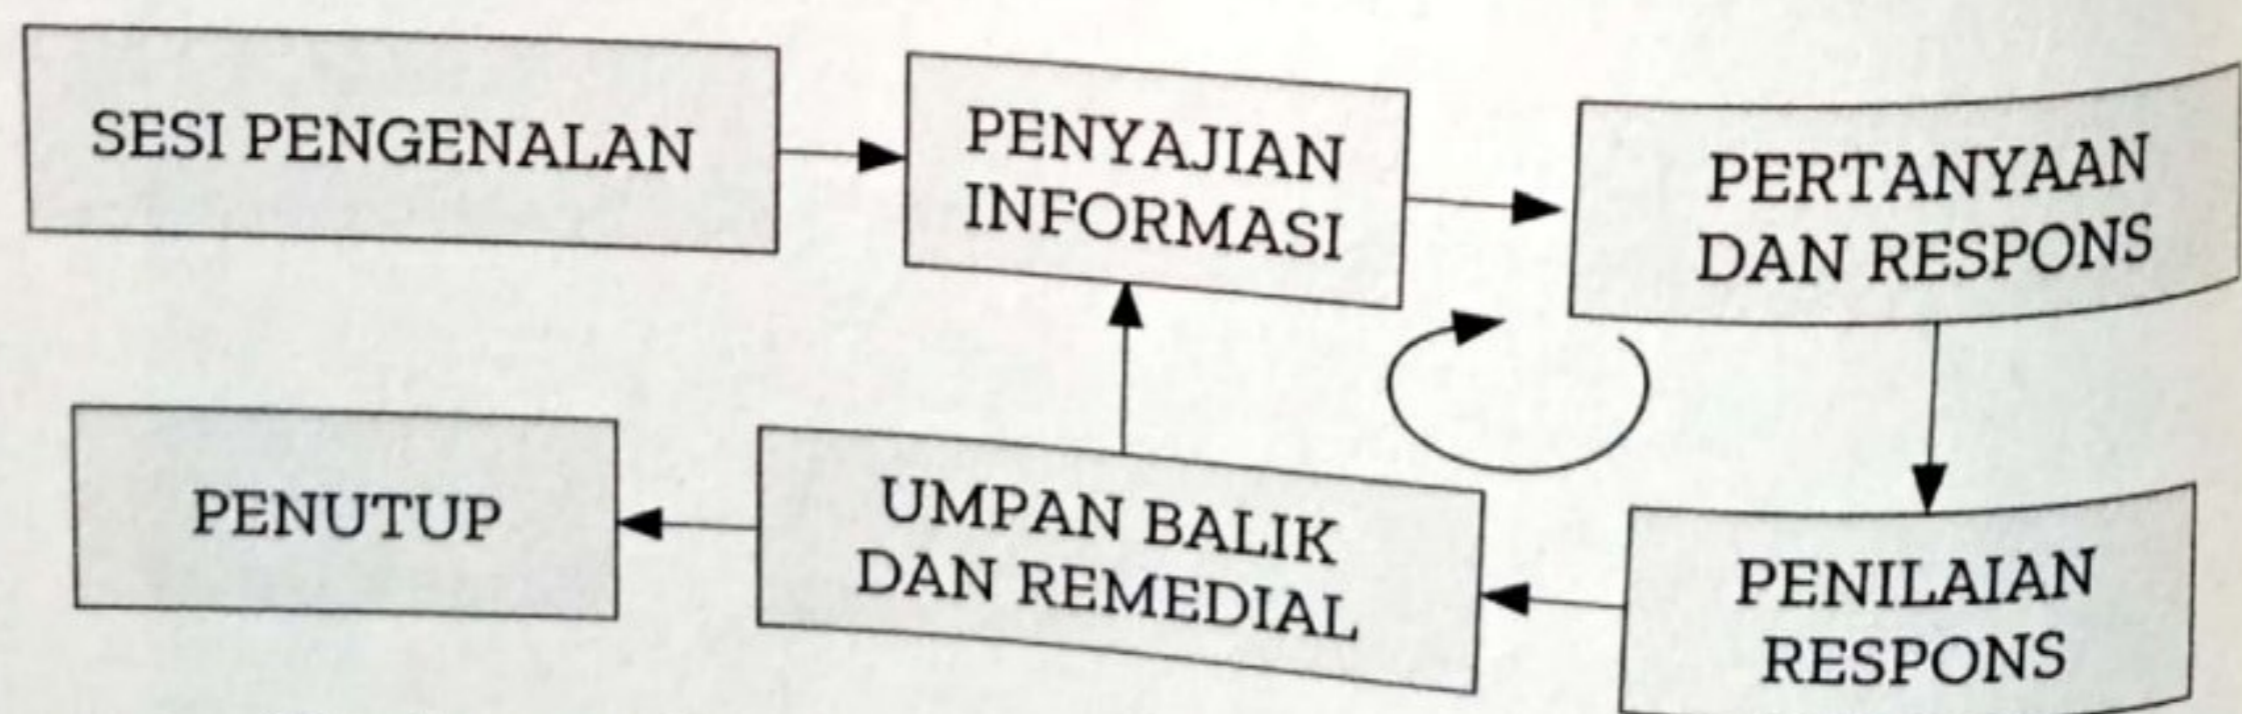 SESI PENGENALAN
PENYAJIAN
INFORMASI
PERTANYAAN
DAN RESPONS
PENILAIAN
RESPONS
UMPAN BALIK
DAN REMEDIAL
PENUTUP